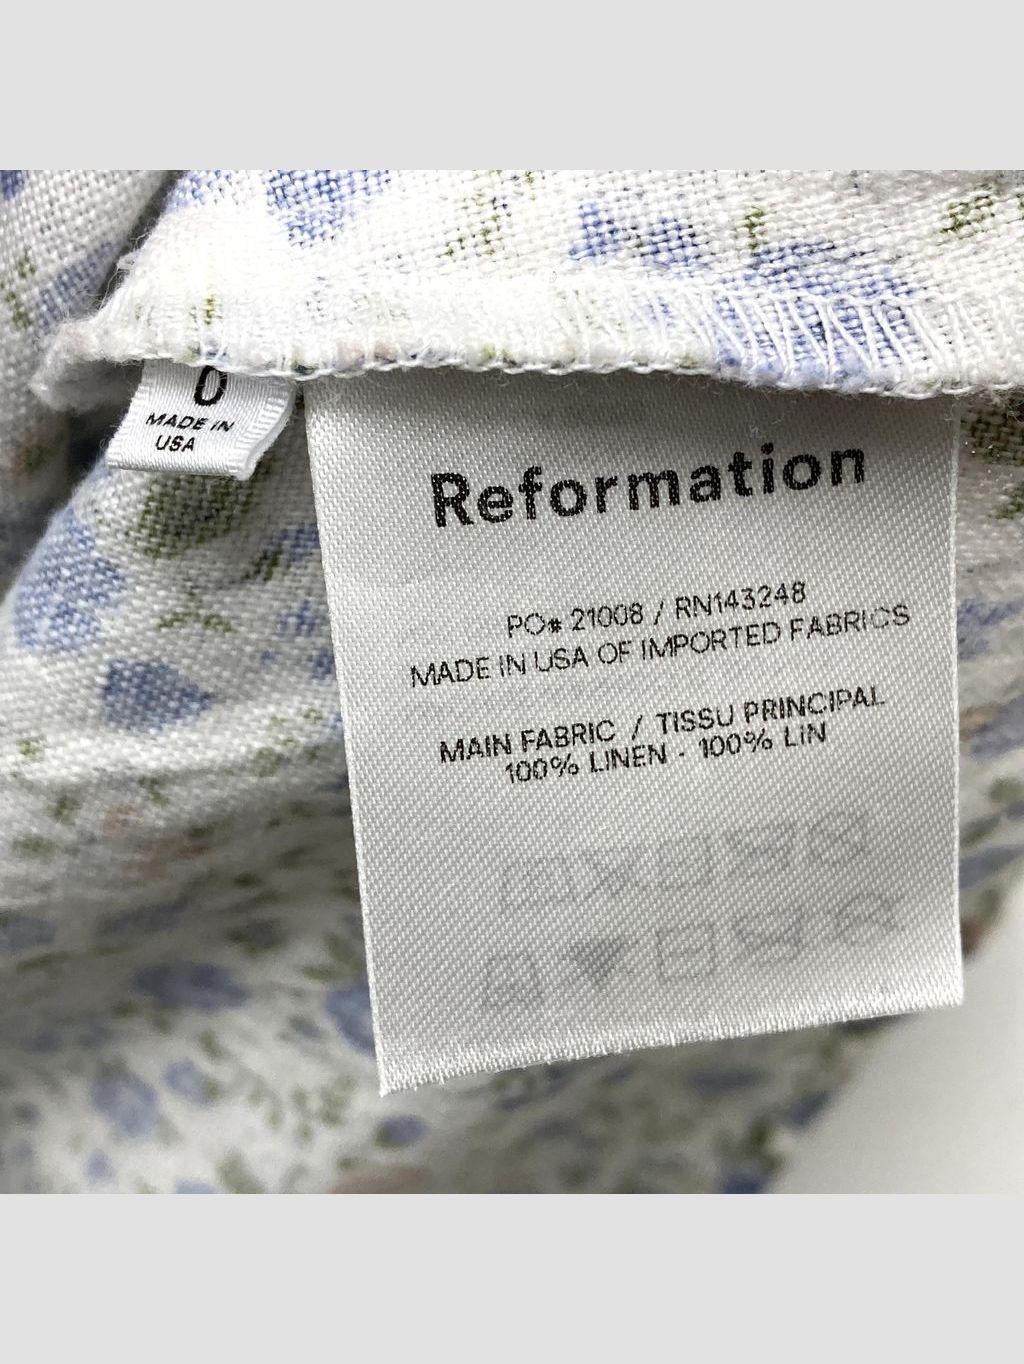 0
MADE IN
USA
Reformation
PO# 21008 / RN143248
MADE IN USA OF IMPORTED FABRICS
MAIN FABRIC / TISSU PRINCIPAL
100% LINEN - 100% LIN